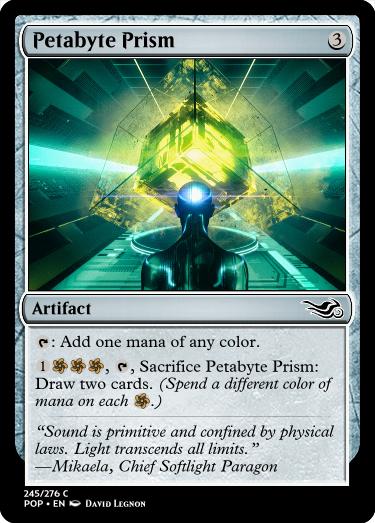 Petabyte Prism 3
Artifact
: Add one mana of any color.
1 , , Sacrifice Petabyte Prism:
Draw two cards. (Spend a different color of
mana on each .)
“Sound is primitive and confined by physical
laws. Light transcends all limits.”
—Mikaela, Chief Softlight Paragon
245/276 C
POP • EN David Legnon